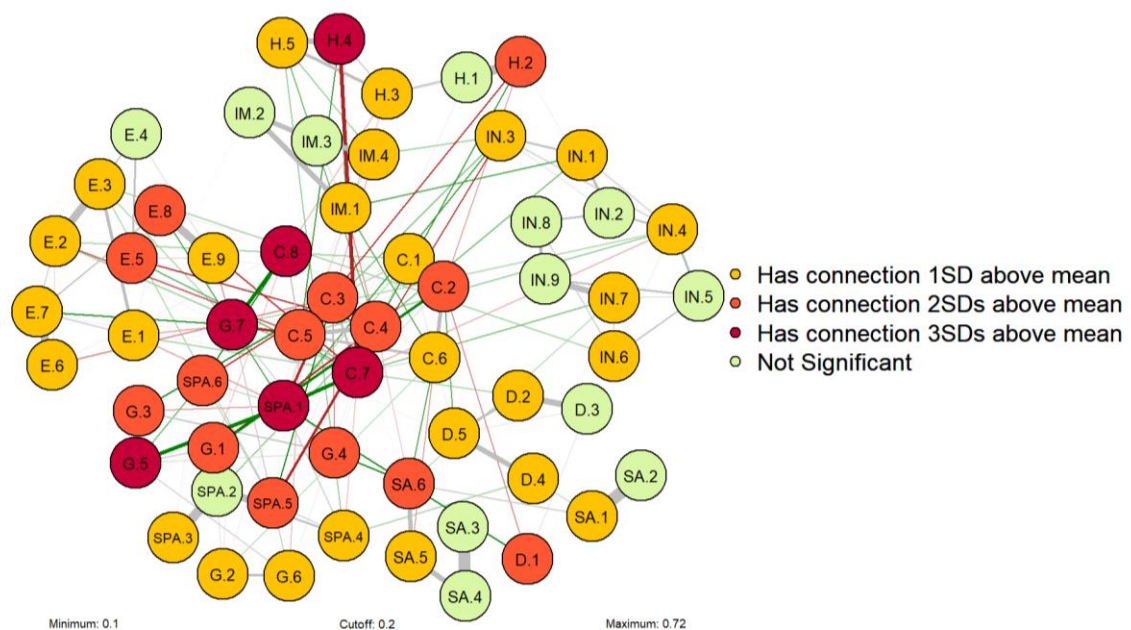 H.4
H.5
H.2
H.1
H.3
IM.2
E.4
IM.3
IN.3
IM.4
IN.1
E.3
IM.1
E.8
IN.2
IN.8
IN.4
E.2
C.8
C.1
E.5
E.9
IN.9
Has connection 1SD above mean
C.2
C.3
IN.7
IN.5
Has connection 2SDs above mean
E.7
G.7
C.4
E.1
C.5
Has connection 3SDs above mean
C.6
IN.6
E.6
C.7
Not Significant
SPA.6
D.2
SPA.1
G.3
D.3
D.5
G.1
G.4
G.5
SA.2
D.4
SA.6
SPA.2
SPA.5
SA.1
SA.3
SPA.3
SPA.4
SA.5
D.1
G.2
G.6
SA.4
Minimum: 0.1 Cutoff: 0.2 Maximum: 0.72